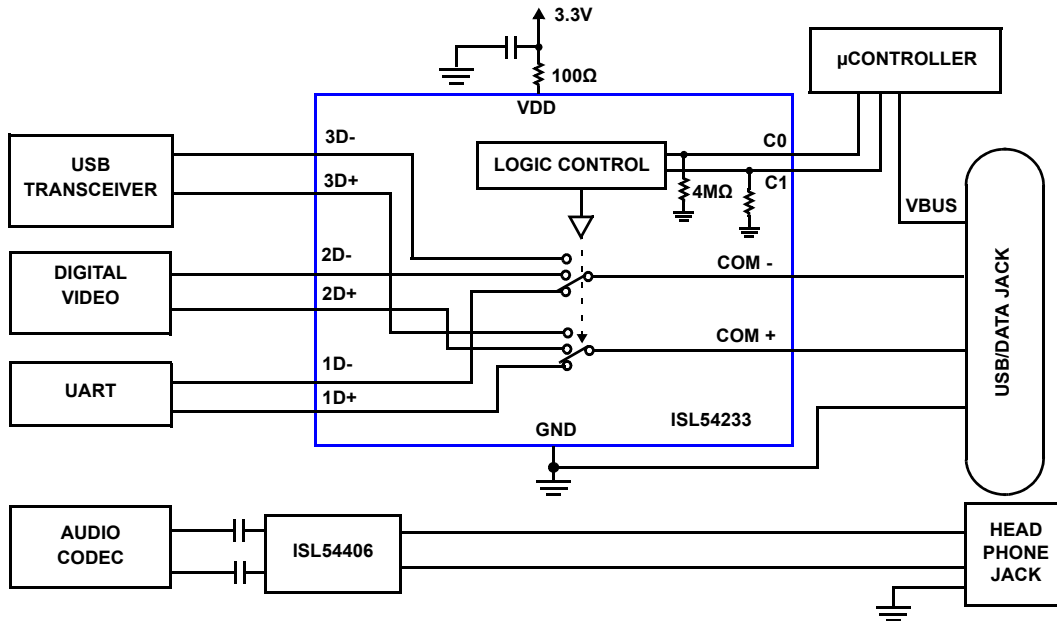 3.3V
100Ω
VDD
µCONTROLLER
3D-
USB
TRANSCEIVER
3D+
LOGIC CONTROL
C0
C1
4MΩ
VBUS
2D-
DIGITAL
VIDEO
2D+
COM -
COM +
USB/DATA JACK
1D-
UART
1D+
ISL54233
GND
AUDIO
CODEC
ISL54406
HEAD
PHONE
JACK